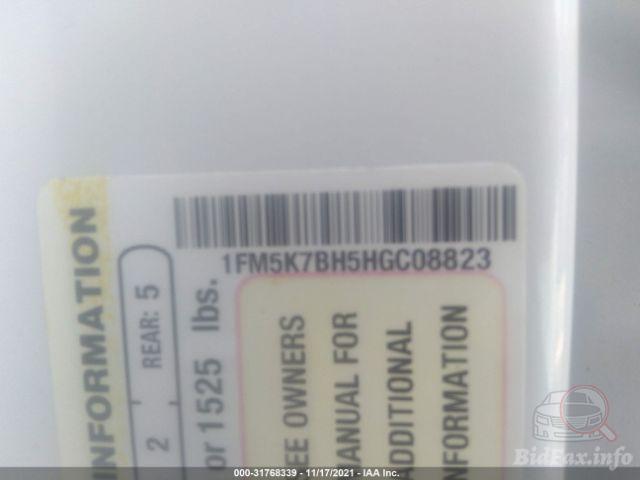 1FM5K7BH5HGC08823
INFORMATION
2 REAR: 5
or 1525 lbs.
EE OWNERS
MANUAL FOR
ADDITIONAL
NFORMATION
000-31768339 - 11/17/2021 - IAA Inc.
BidFax.info